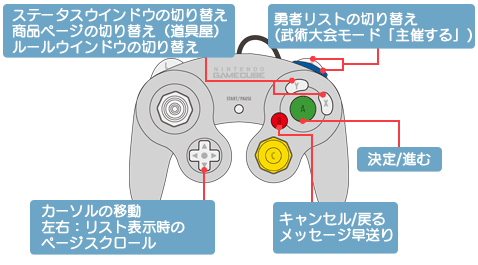 ステータスウインドウの切り替え
商品ページの切り替え（道具屋）
ルールウインドウの切り替え
勇者リストの切り替え
(武術大会モード「主催する」)
L
NINTENDO
GAMECUBE
START/PAUSE
Y
X
A
B
C
決定/進む
カーソルの移動
左右：リスト表示時の
ページスクロール
キャンセル/戻る
メッセージ早送り